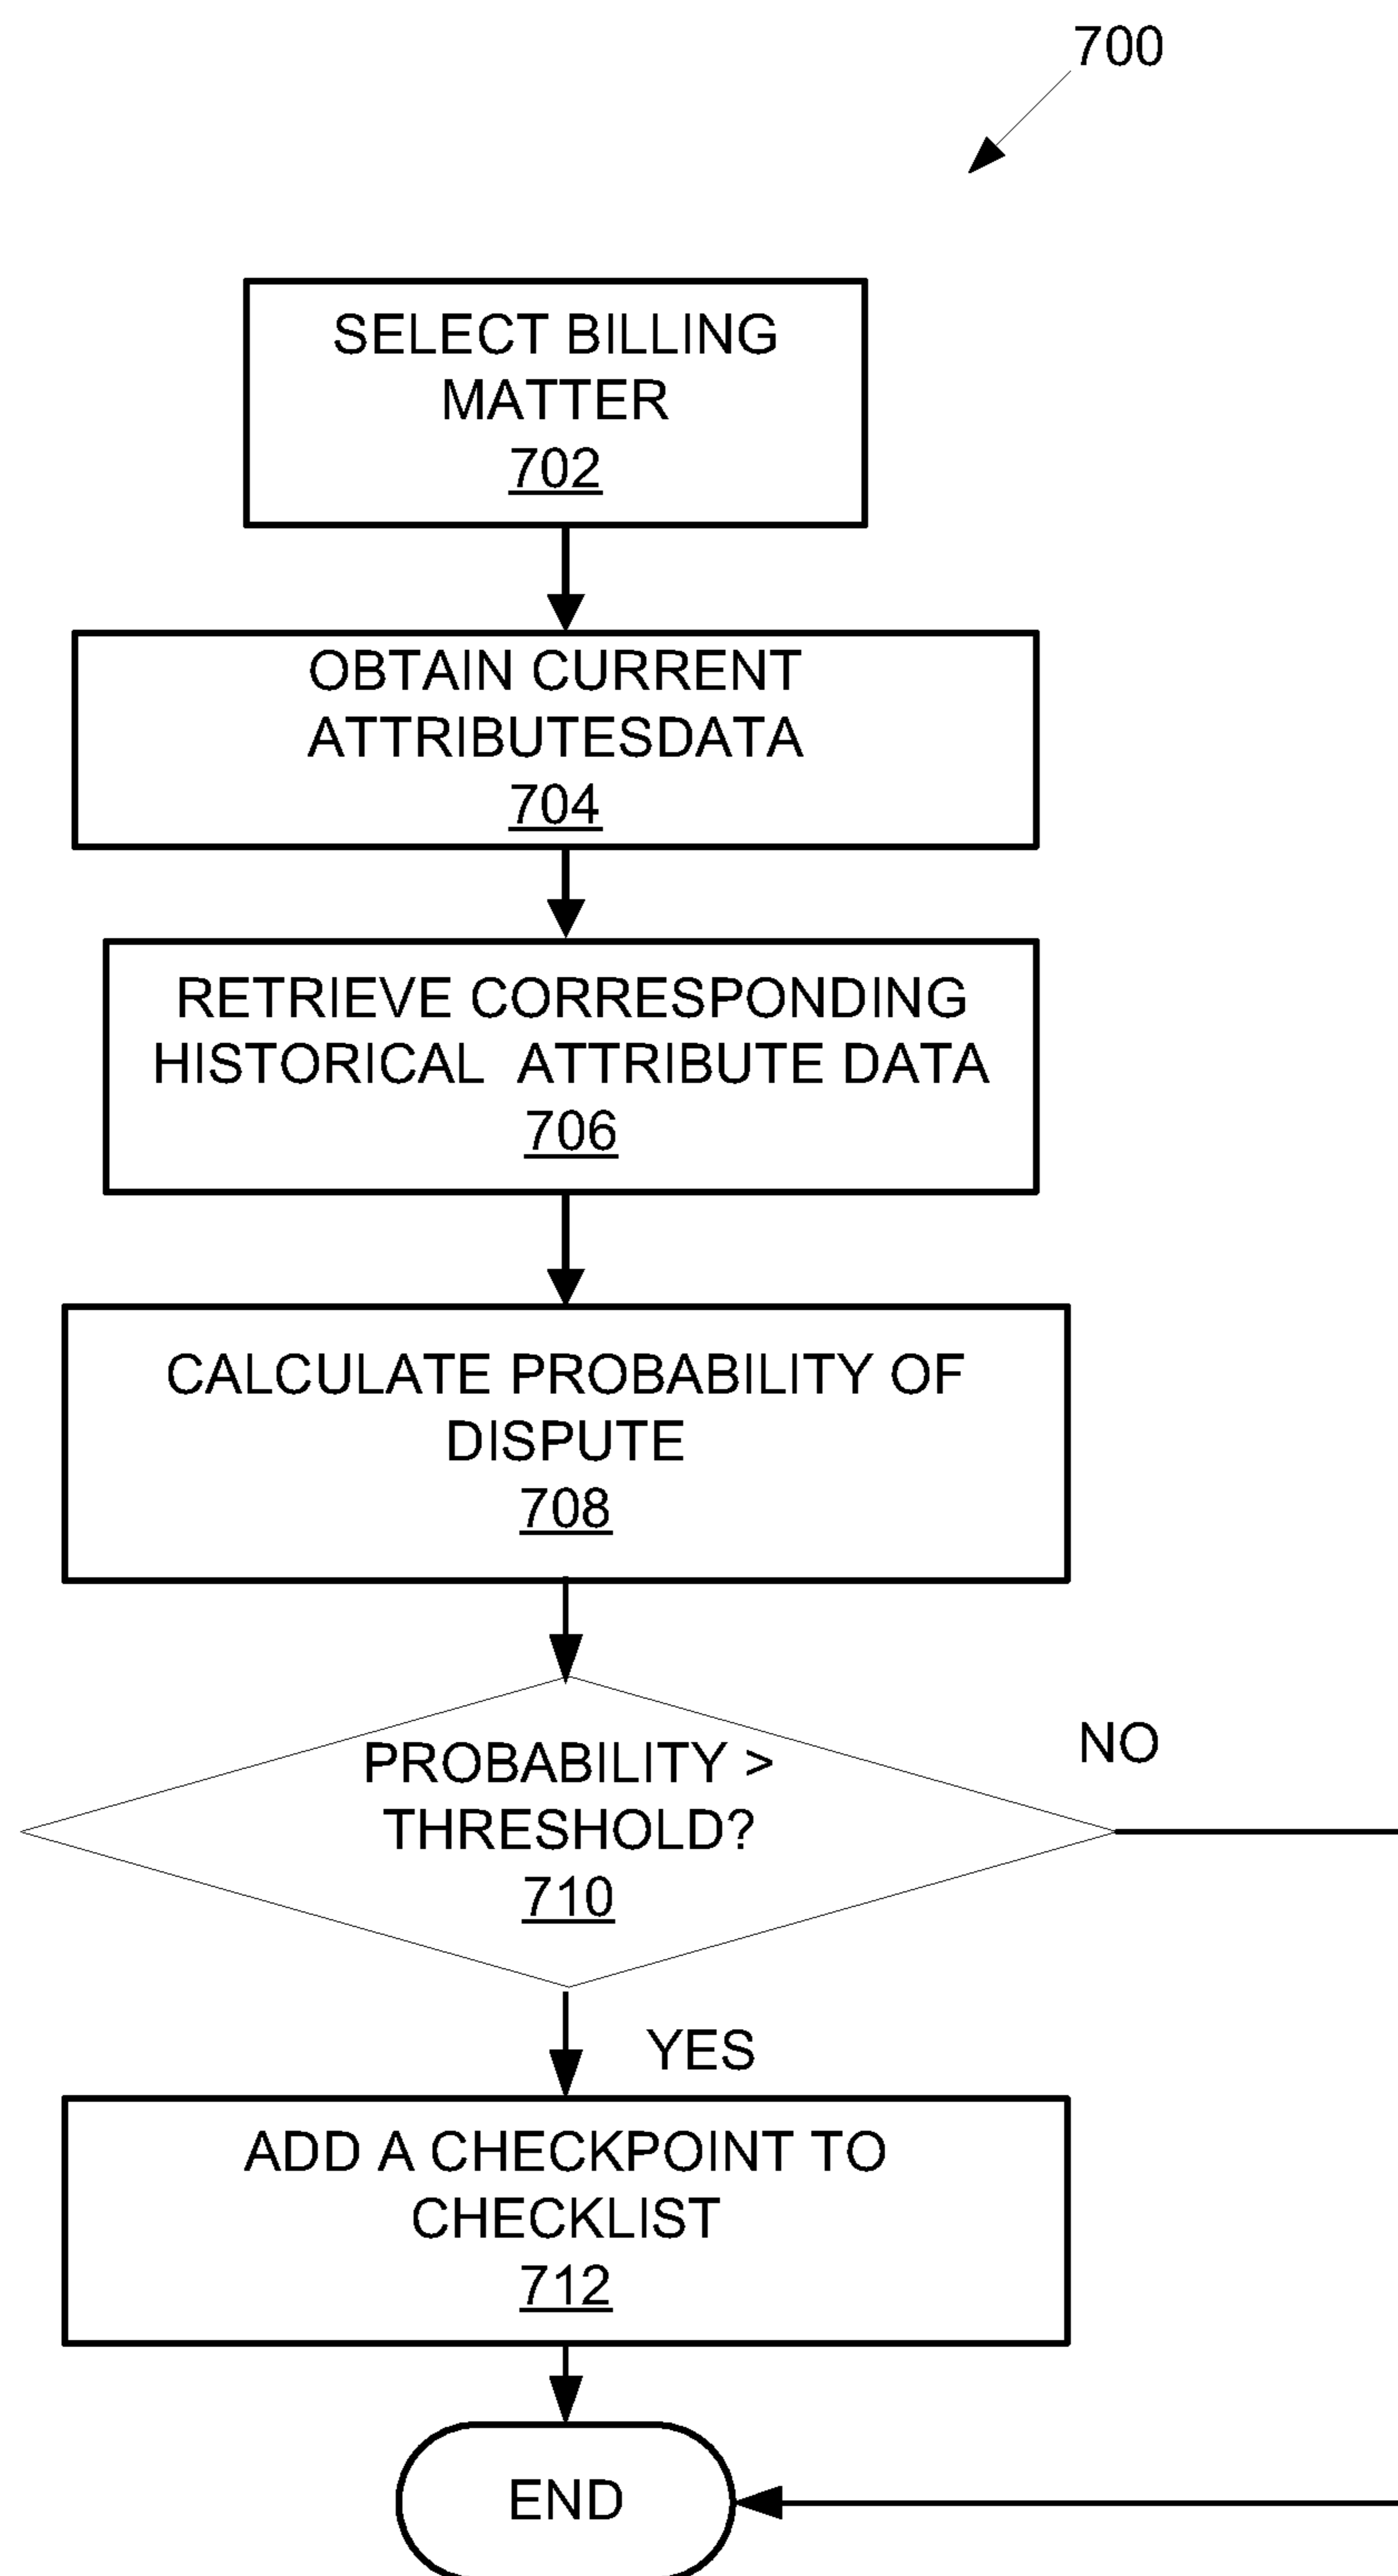 700
SELECT BILLING
MATTER
702
OBTAIN CURRENT
ATTRIBUTESDATA
704
RETRIEVE CORRESPONDING
HISTORICAL ATTRIBUTE DATA
706
CALCULATE PROBABILITY OF
DISPUTE
708
PROBABILITY >
THRESHOLD?
710
NO
YES
ADD A CHECKPOINT TO
CHECKLIST
712
END